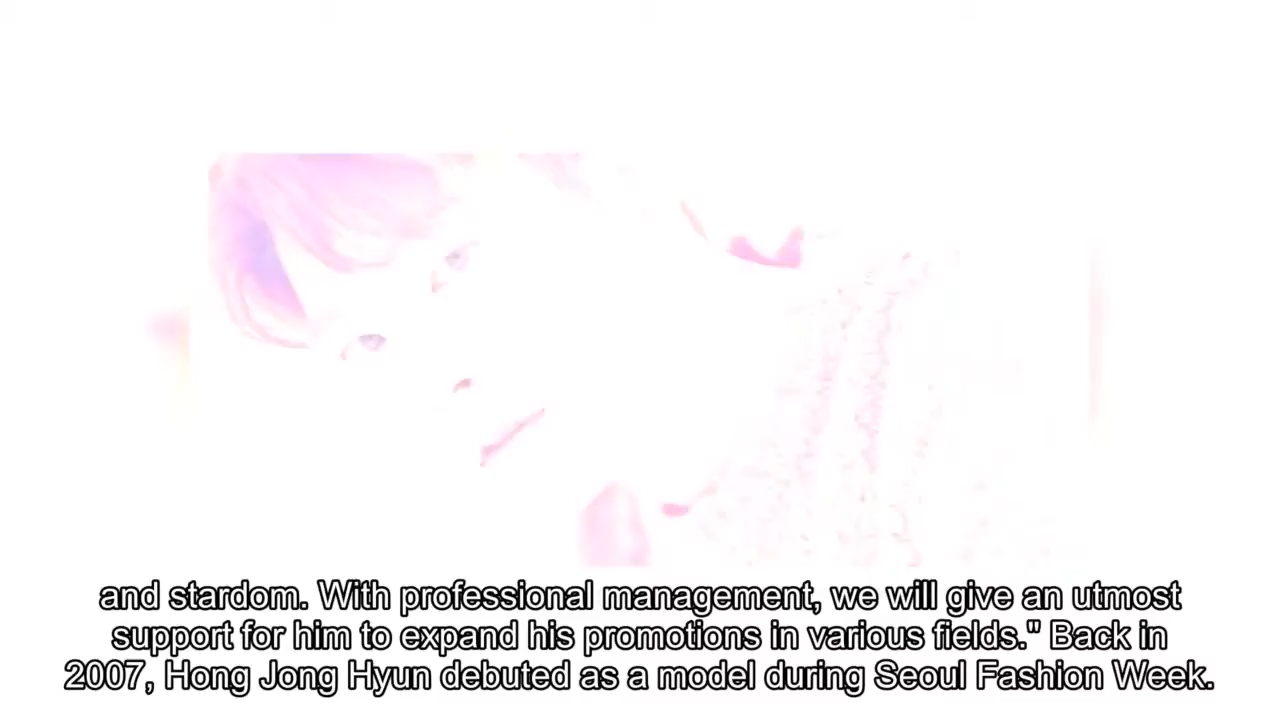 and stardom. With professional management, we will give an utmost
support for him to expand his promotions in various fields." Back in
2007, Hong Jong Hyun debuted as a model during Seoul Fashion Week.